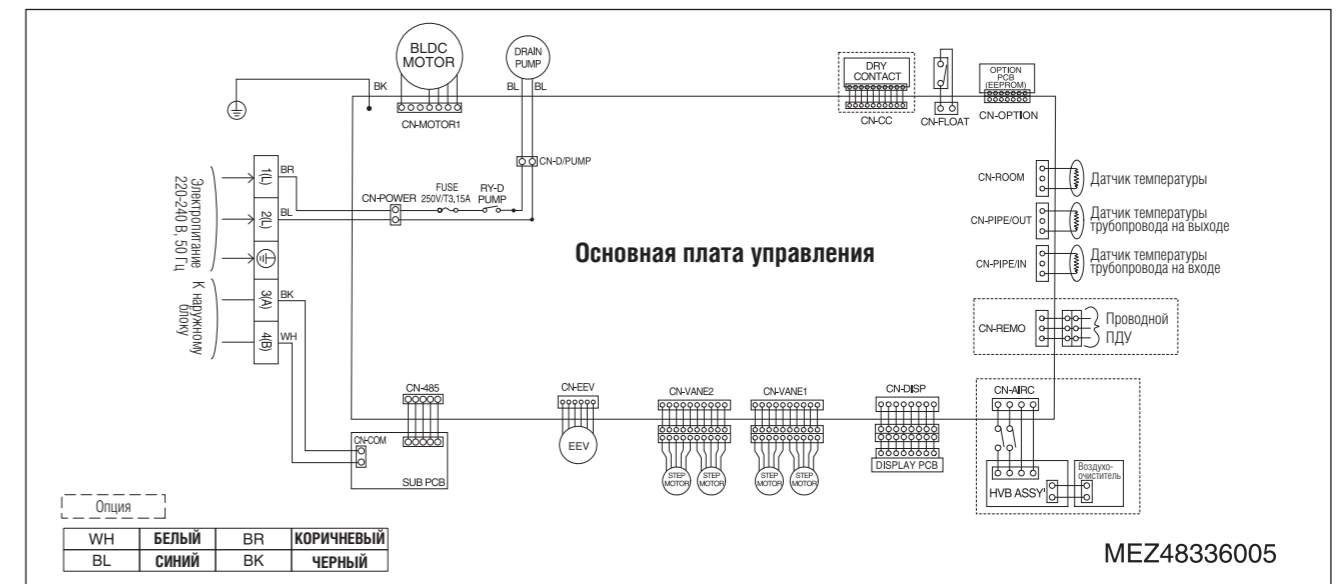 BLDC
MOTOR
DRAIN
PUMP
BK
BL
BL
CN-MOTOR1
CN-D/PUMP
DRY
CONTACT
CN-CC
CN-FLOAT
OPTION
PCB
(EEPROM)
CN-OPTION
Электропитание
220-240 В, 50 Гц
К наружному
блоку
1(L)
2(L)
3(A)
4(B)
BR
BL
BK
WH
CN-POWER
FUSE
250V/T3,15A
RY-D
PUMP
Основная плата управления
CN-ROOM
Датчик температуры
CN-PIPE/OUT
Датчик температуры
трубопровода на выходе
CN-PIPE/IN
Датчик температуры
трубопровода на входе
CN-REMO
Проводной
ПДУ
CN-485
CN-COM
SUB PCB
CN-EEV
EEV
CN-VANE2
STEP
MOTOR
STEP
MOTOR
CN-VANE1
STEP
MOTOR
STEP
MOTOR
CN-DISP
DISPLAY PCB
CN-AIRC
HVB ASSY'
Воздухо-
очиститель
Опция
WH БЕЛЫЙ BR КОРИЧНЕВЫЙ
BL СИНИЙ BK ЧЕРНЫЙ
MEZ48336005